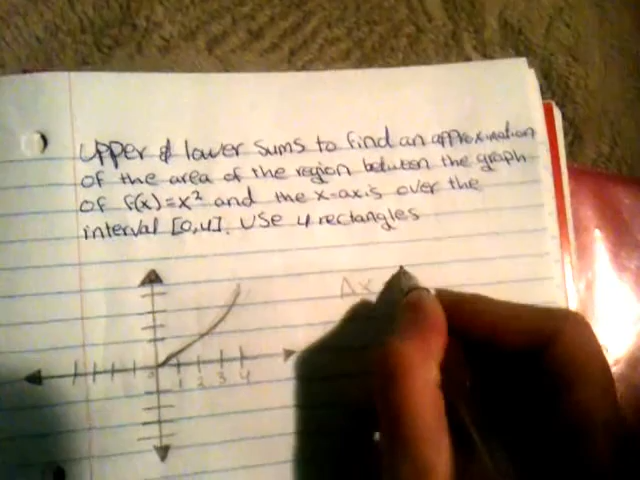 Upper & lower sums to find an approximation
of the area of the region between the graph
of f(x)=x² and the x-axis over the
interval [0,4]. Use 4 rectangles
Δx
1 2 3 4